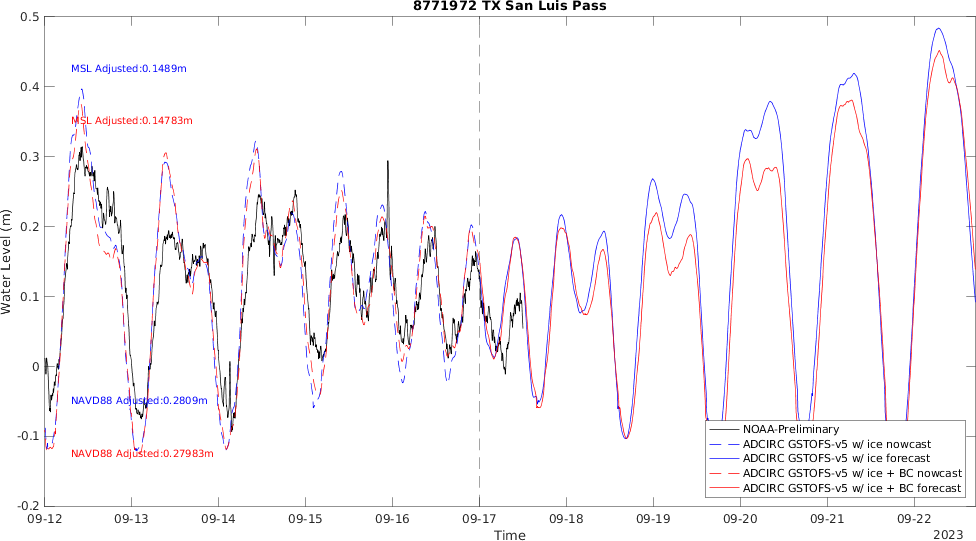 8771972 TX San Luis Pass
0.5
0.4
0.3
0.2
0.1
0
-0.1
-0.2
Water Level (m)
MSL Adjusted:0.1489m
MSL Adjusted:0.14783m
NAVD88 Adjusted:0.2809m
NAVD88 Adjusted:0.27983m
NOAA-Preliminary
ADCIRC GSTOFS-v5 w/ ice nowcast
ADCIRC GSTOFS-v5 w/ ice forecast
ADCIRC GSTOFS-v5 w/ ice + BC nowcast
ADCIRC GSTOFS-v5 w/ ice + BC forecast
09-12 09-13 09-14 09-15 09-16 09-17 09-18 09-19 09-20 09-21 09-22
Time
2023